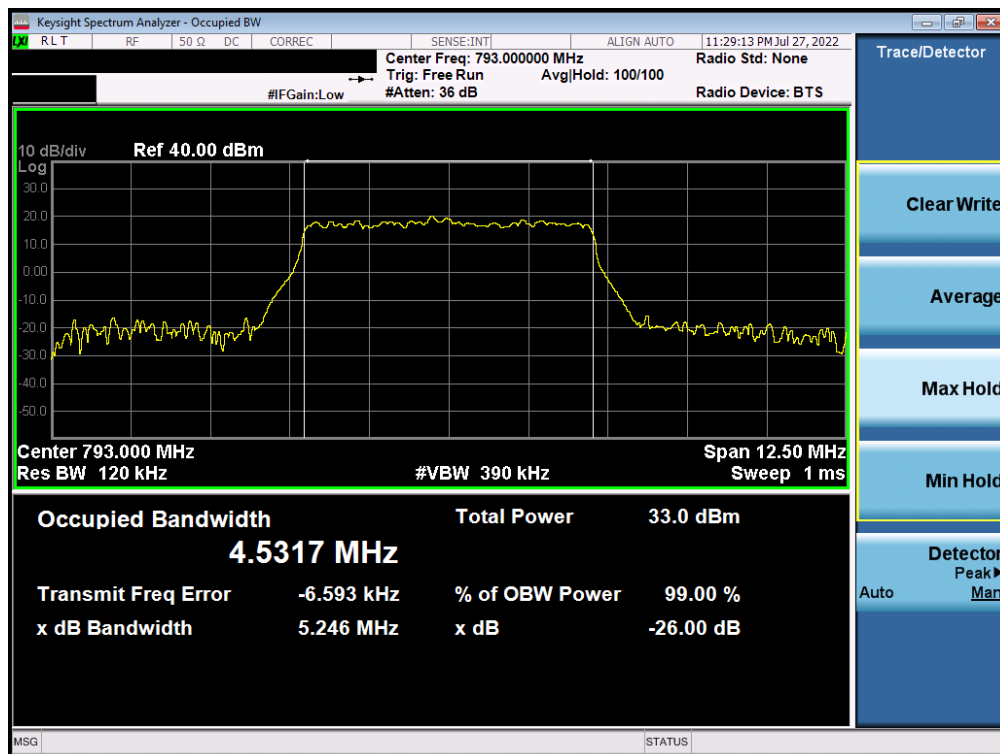 Keysight Spectrum Analyzer - Occupied BW
LXI RLT RF 50 Ω DC CORREC SENSE:INT ALIGN AUTO 11:29:13 PM Jul 27, 2022
Center Freq: 793.000000 MHz Radio Std: None
Trig: Free Run Avg|Hold: 100/100
#IFGain:Low #Atten: 36 dB Radio Device: BTS
Trace/Detector
10 dB/div Ref 40.00 dBm
Log
30.0
20.0
10.0
0.00
-10.0
-20.0
-30.0
-40.0
-50.0
Center 793.000 MHz Span 12.50 MHz
Res BW 120 kHz #VBW 390 kHz Sweep 1 ms
Occupied Bandwidth Total Power 33.0 dBm
4.5317 MHz
Transmit Freq Error -6.593 kHz % of OBW Power 99.00 %
x dB Bandwidth 5.246 MHz x dB -26.00 dB
Clear Write
Average
Max Hold
Min Hold
Detector
Peak
Auto Man
MSG STATUS